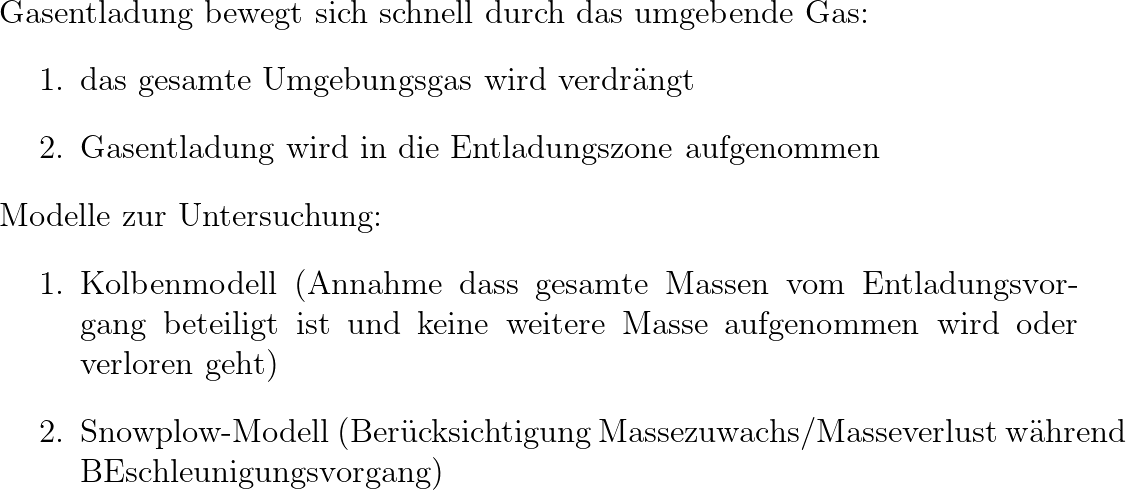 Gasentladung bewegt sich schnell durch das umgebende Gas:
1. das gesamte Umgebungsgas wird verdrängt
2. Gasentladung wird in die Entladungszone aufgenommen
Modelle zur Untersuchung:
1. Kolbenmodell (Annahme dass gesamte Massen vom Entladungsvor-
gang beteiligt ist und keine weitere Masse aufgenommen wird oder
verloren geht)
2. Snowplow-Modell (Berücksichtigung Massezuwachs/Masseverlust während
BEschleunigungsvorgang)